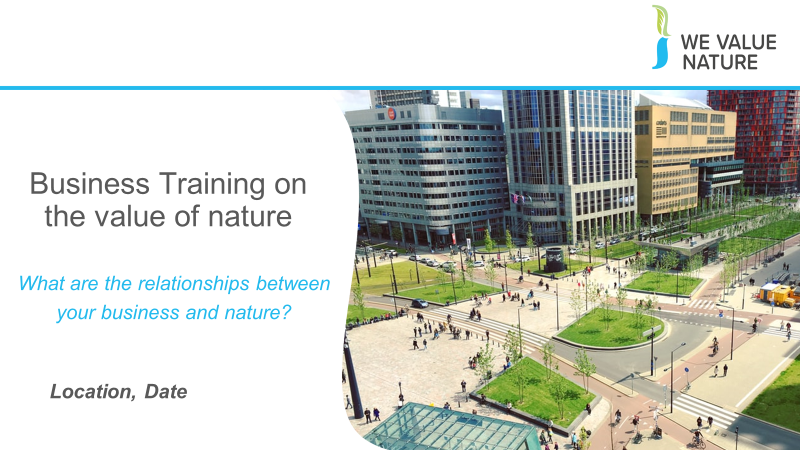 WE VALUE
NATURE
Business Training on
the value of nature
What are the relationships between
your business and nature?
Location, Date